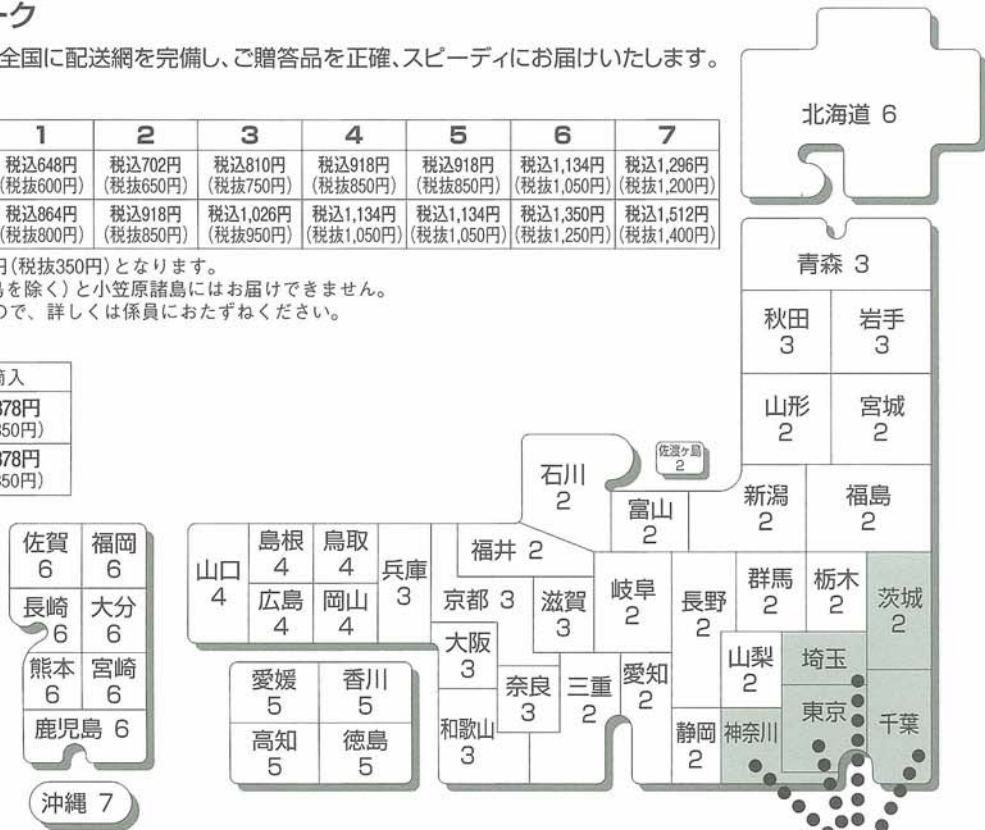 ーク
全国に配送網を完備し、ご贈答品を正確、スピーディにお届けいたします。
1 2 3 4 5 6 7
税込648円 税込702円 税込810円 税込918円 税込918円 税込1,134円 税込1,296円
(税抜600円) (税抜650円) (税抜750円) (税抜850円) (税抜850円) (税抜1,050円) (税抜1,200円)
税込864円 税込918円 税込1,026円 税込1,134円 税込1,134円 税込1,350円 税込1,512円
(税抜800円) (税抜850円) (税抜950円) (税抜1,050円) (税抜1,050円) (税抜1,250円) (税抜1,400円)
円(税抜350円)となります。
島を除く)と小笠原諸島にはお届けできません。
ので、詳しくは係員におたずねください。
入
378円
350円)
378円
350円)
北海道 6
青森 3
秋田
3
岩手
3
山形
2
宮城
2
佐渡ヶ島
2
石川
2
富山
2
新潟
2
福島
2
福井 2
岐阜
2
長野
2
群馬
2
栃木
2
茨城
2
山梨
2
埼玉
東京
千葉
神奈川
静岡
2
愛知
2
三重
2
滋賀
3
京都 3
大阪
3
奈良
3
和歌山
3
兵庫
3
鳥取
4
島根
4
岡山
4
広島
4
山口
4
愛媛
5
香川
5
高知
5
徳島
5
佐賀
6
福岡
6
長崎
6
大分
6
熊本
6
宮崎
6
鹿児島 6
沖縄 7